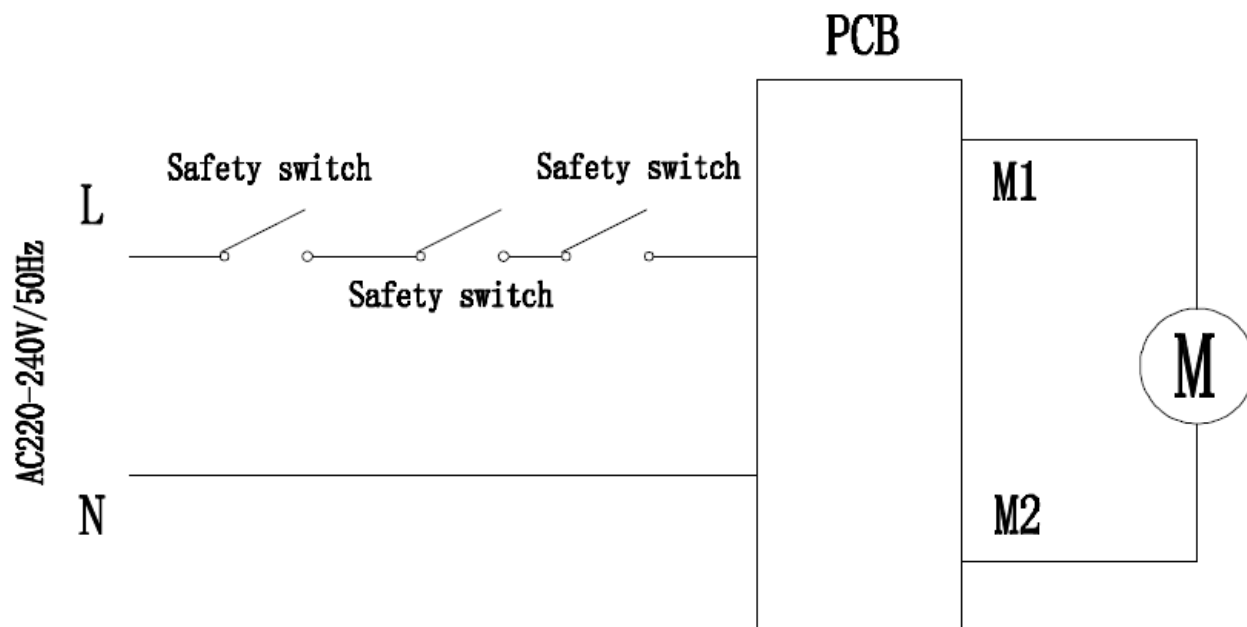 PCB
Safety switch
Safety switch
L
M1
Safety switch
AC220-240V/50Hz
M
N
M2